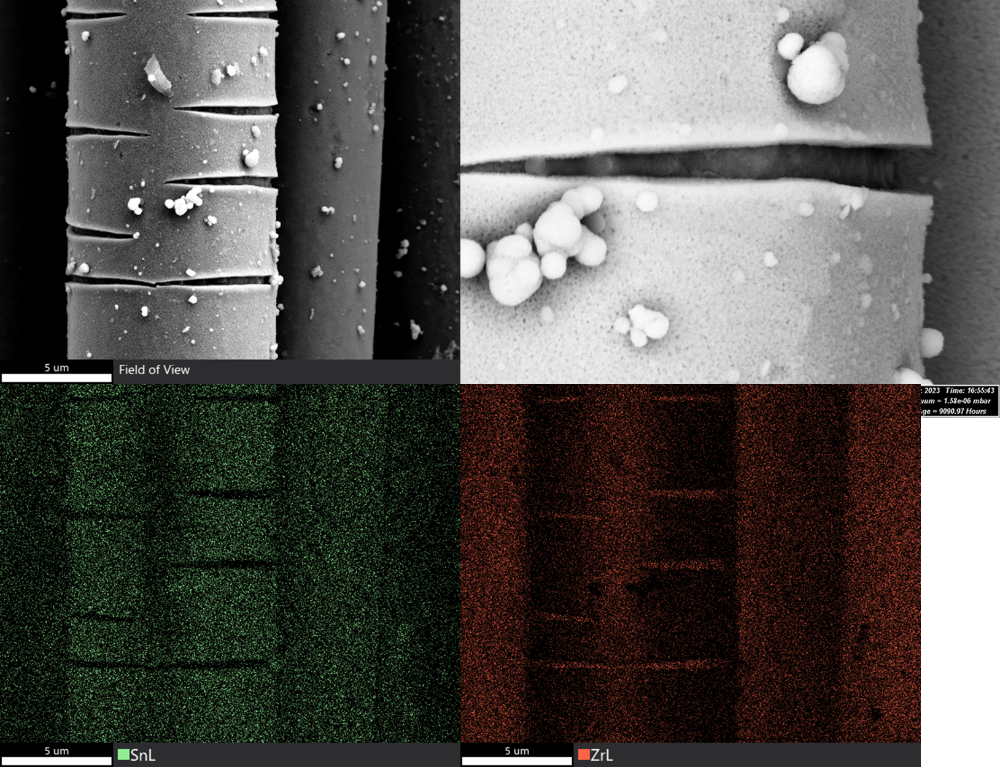 5 um
Field of View
: 2023 Time: 16:55:43
uum = 1.58e-06 mbar
ge = 9090.97 Hours
5 um
SnL
5 um
ZrL